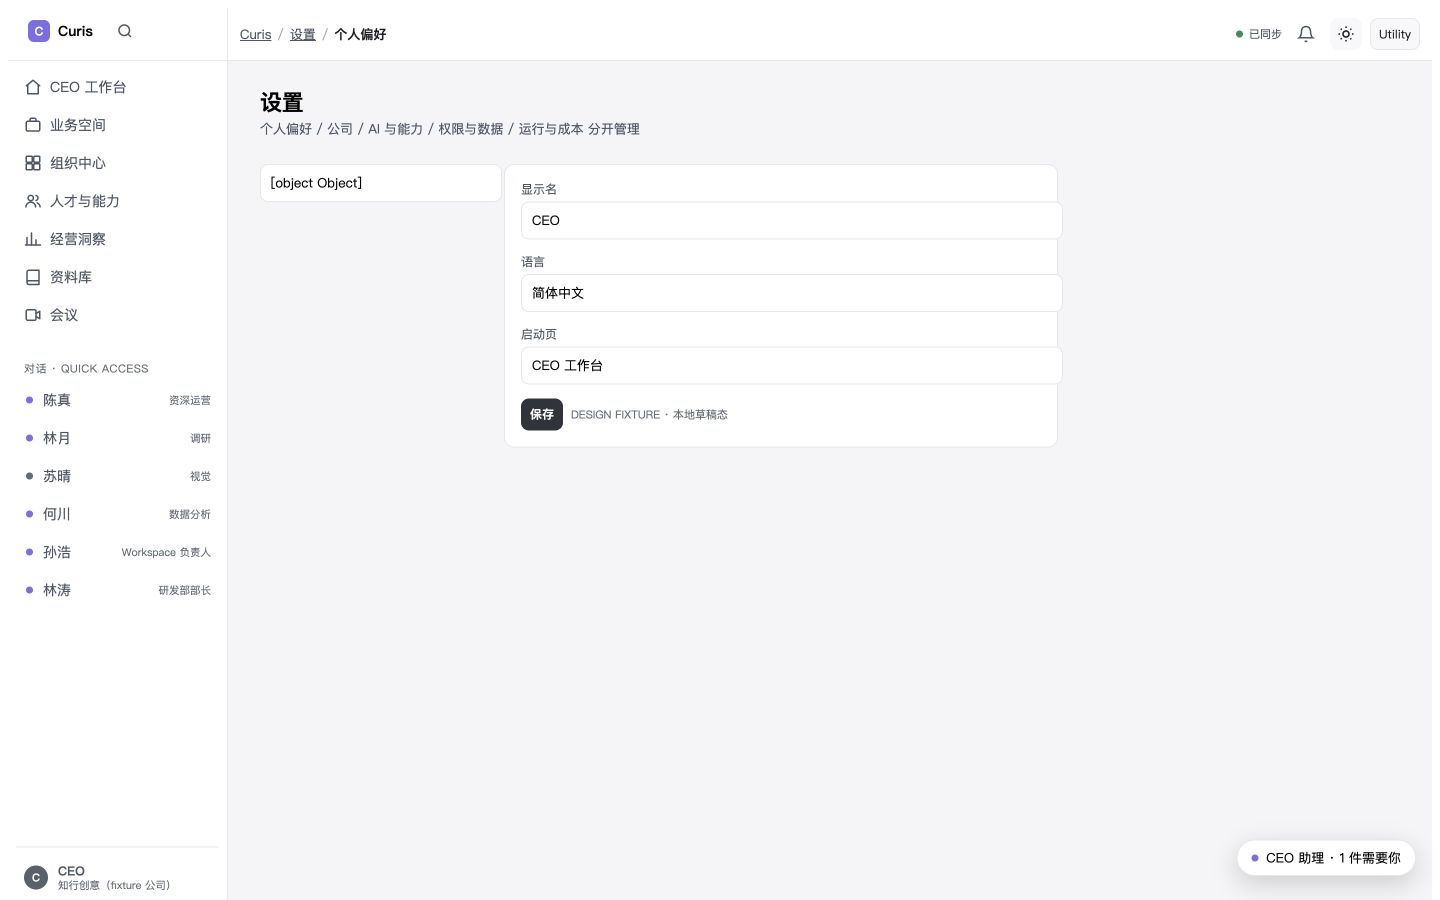 C Curis
Curis / 设置 / 个人偏好
已同步
Utility
CEO 工作台
业务空间
组织中心
人才与能力
经营洞察
资料库
会议
对话 · QUICK ACCESS
陈真 资深运营
林月 调研
苏晴 视觉
何川 数据分析
孙浩 Workspace 负责人
林涛 研发部部长
C CEO
知行创意（fixture 公司）
设置
个人偏好 / 公司 / AI 与能力 / 权限与数据 / 运行与成本 分开管理
[object Object]
显示名
CEO
语言
简体中文
启动页
CEO 工作台
保存 DESIGN FIXTURE · 本地草稿态
CEO 助理 · 1 件需要你